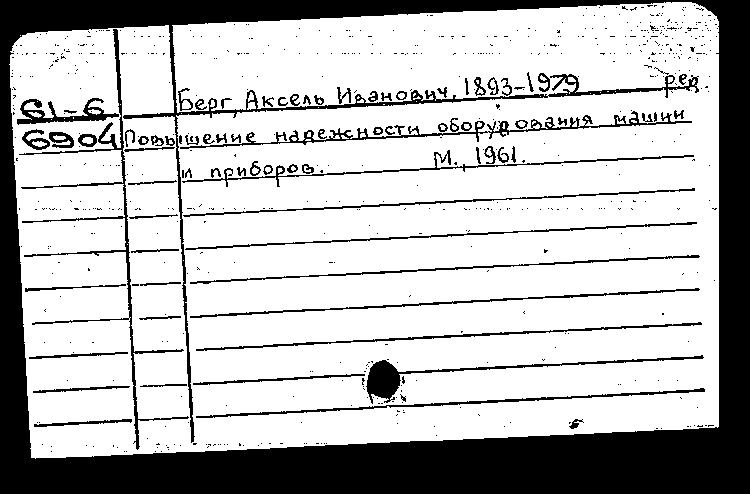 61-6 Берг, Аксель Иванович, 1893-1979 ред.
6904 Повышение надежности оборудования машин
и приборов. М., 1961.